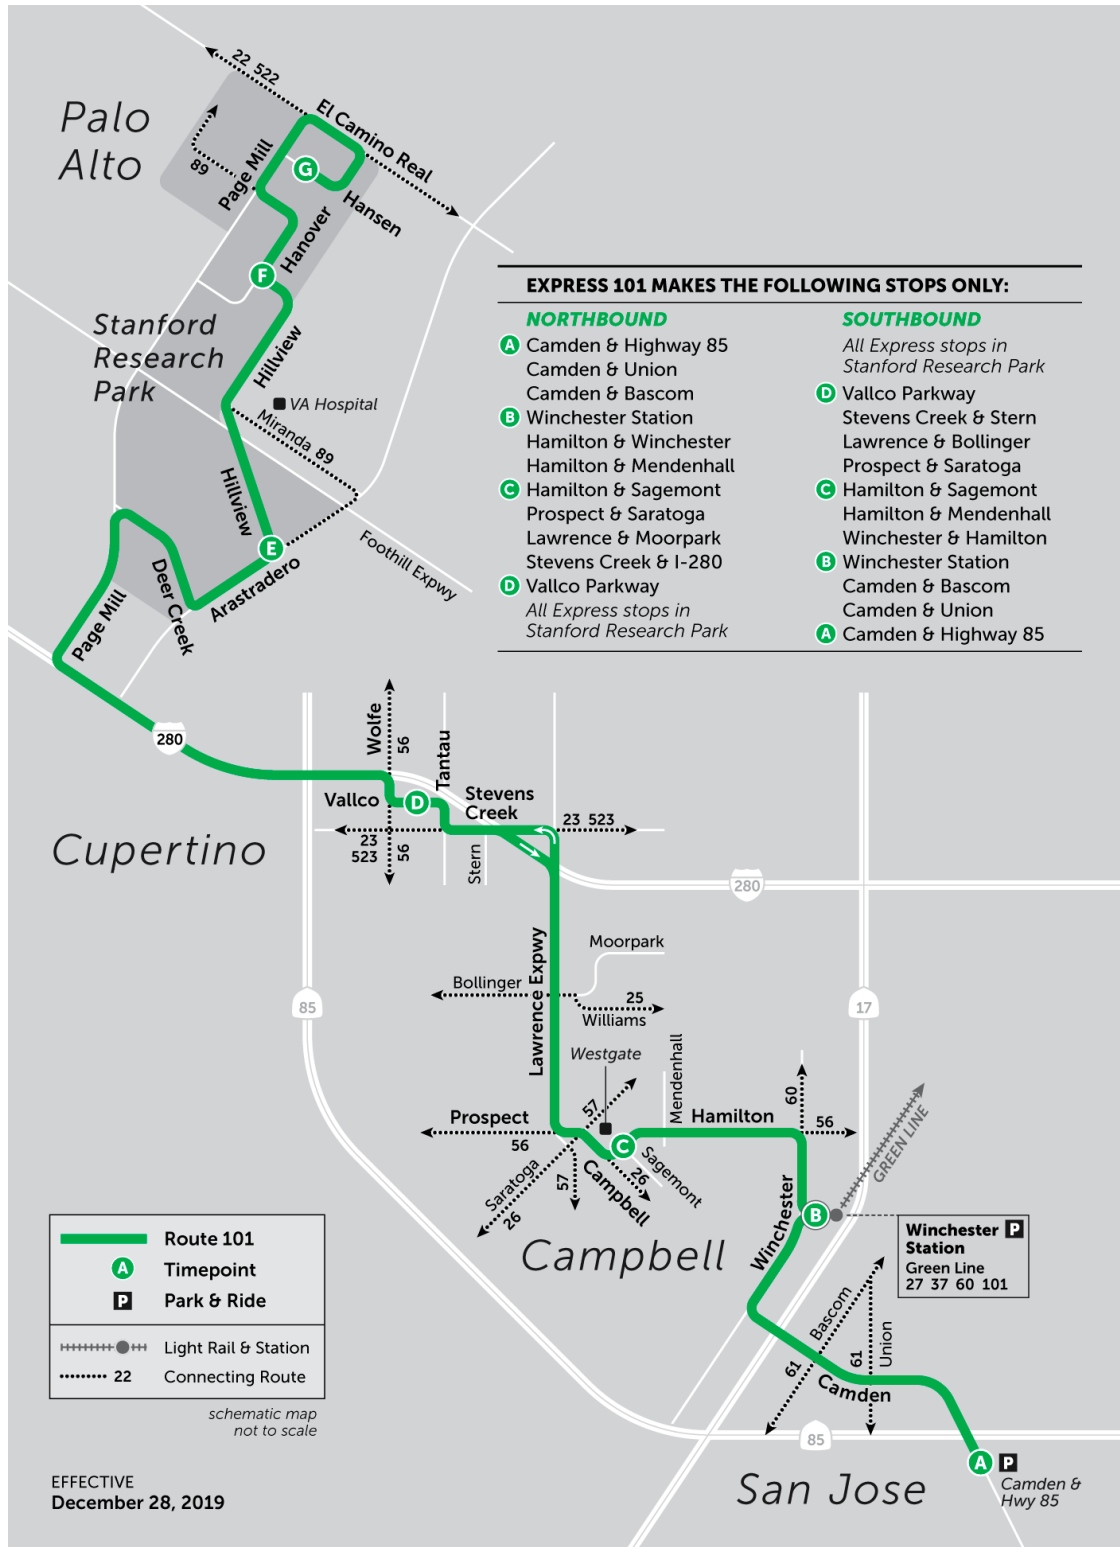 22 522
Palo
Alto
El Camino Real
89
Page Mill
G
Hansen
Hanover
F
Stanford
Research
Park
Hillview
VA Hospital
Miranda 89
Hillview
E
Foothill Expwy
Arastradero
Deer Creek
Page Mill
280
EXPRESS 101 MAKES THE FOLLOWING STOPS ONLY:
NORTHBOUND
A Camden & Highway 85
Camden & Union
Camden & Bascom
B Winchester Station
Hamilton & Winchester
Hamilton & Mendenhall
C Hamilton & Sagemont
Prospect & Saratoga
Lawrence & Moorpark
Stevens Creek & I-280
D Vallco Parkway
All Express stops in
Stanford Research Park
SOUTHBOUND
All Express stops in
Stanford Research Park
D Vallco Parkway
Stevens Creek & Stern
Lawrence & Bollinger
Prospect & Saratoga
C Hamilton & Sagemont
Hamilton & Mendenhall
Winchester & Hamilton
B Winchester Station
Camden & Bascom
Camden & Union
A Camden & Highway 85
Wolfe
56
Tantau
Vallco
D
Stevens
Creek
23 523
23
523
56
Stern
Cupertino
280
Moorpark
Bollinger
25
Williams
Lawrence Expwy
85
17
Westgate
Mendenhall
60
Prospect
56
57
Hamilton
56
C
Sagemont
GREEN LINE
Saratoga
26
57
Campbell
26
Winchester
B
Campbell
Winchester P
Station
Green Line
27 37 60 101
Bascom
61
61
Union
Camden
85
A
P
Camden &
Hwy 85
San Jose
Route 101
A Timepoint
P Park & Ride
Light Rail & Station
22 Connecting Route
schematic map
not to scale
EFFECTIVE
December 28, 2019